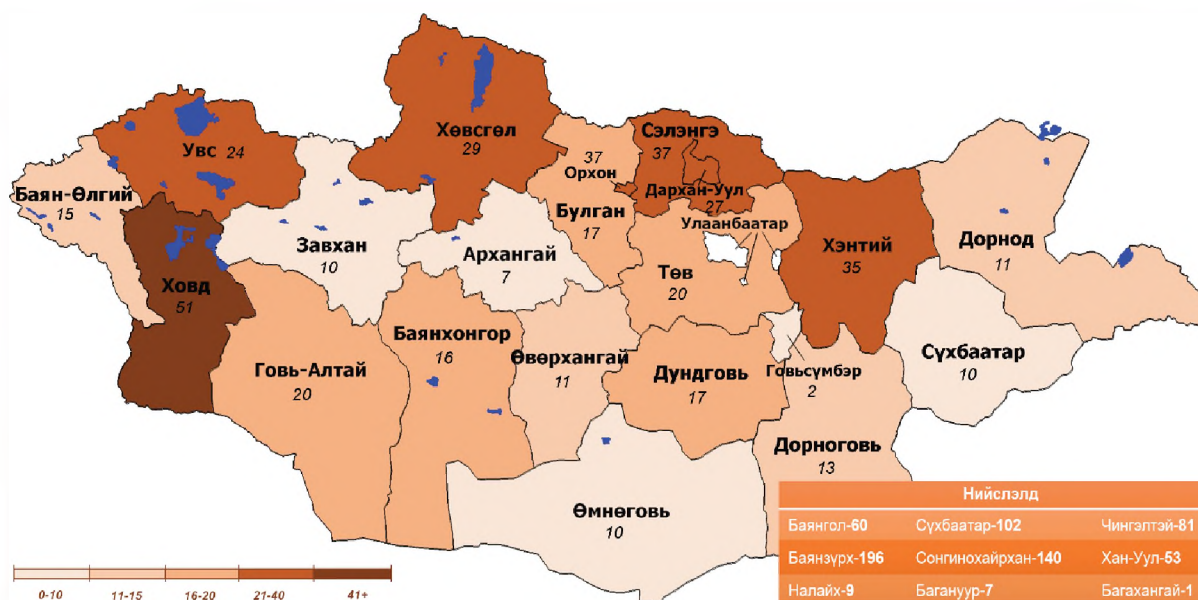 Хөвсгөл
29
Сэлэнгэ
37
Увс 24
37
Орхон
Дархан-Уул
27
Баян-Өлгий
15
Булган
17
Улаанбаатар
Завхан
10
Архангай
7
Хэнтий
35
Дорнод
11
Ховд
51
Төв
20
Баянхонгор
16
Өвөрхангай
11
Говь-Алтай
20
Дундговь
17
Говьсүмбэр
2
Сүхбаатар
10
Дорноговь
13
Өмнөговь
10
Нийслэлд
Баянгол-60 Сүхбаатар-102 Чингэлтэй-81
Баянзүрх-196 Сонгинохайрхан-140 Хан-Уул-53
Налайх-9 Багануур-7 Багахангай-1
0-10 11-15 16-20 21-40 41+